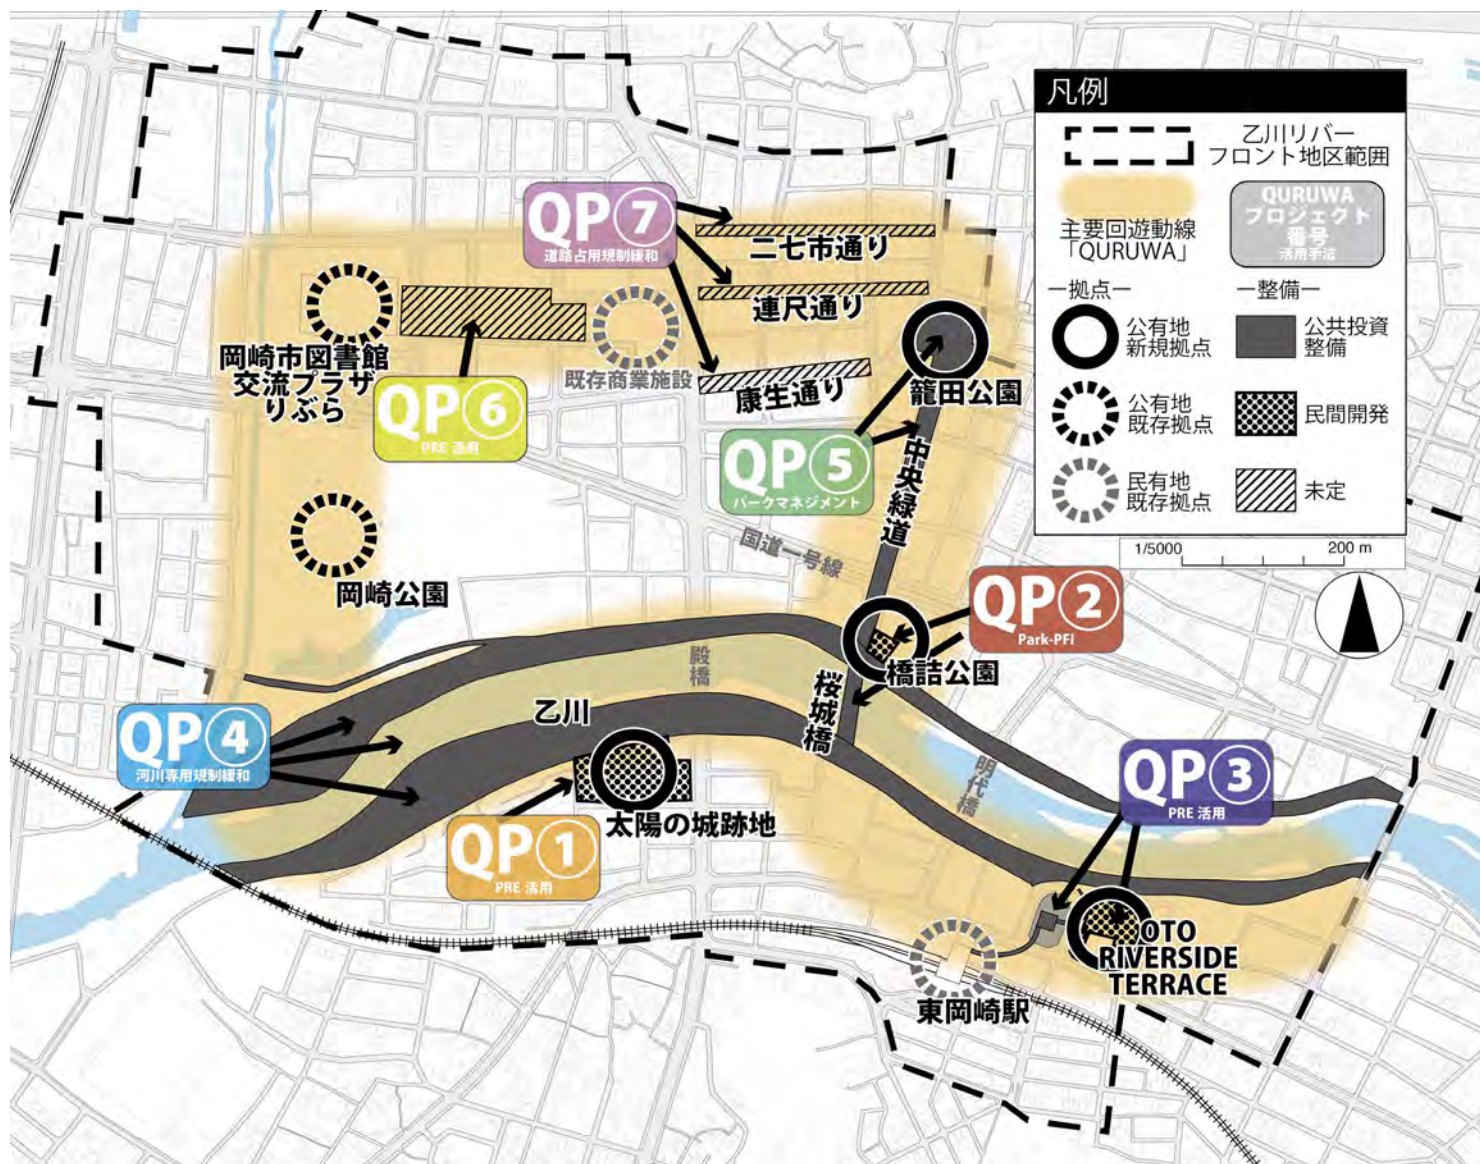 凡例
乙川リバー
フロント地区範囲
主要回遊動線
「QURUWA」
QURUWA
プロジェクト
番号
活用手法
ー拠点ー
ー整備ー
公有地
新規拠点
公共投資
整備
公有地
既存拠点
民間開発
民有地
既存拠点
未定
1/5000
200 m
QP⑦
道路占用規制緩和
二七市通り
連尺通り
康生通り
岡崎市図書館
交流プラザ
りぶら
既存商業施設
籠田公園
QP⑥
PRE 活用
QP⑤
パークマネジメント
中央緑道
国道一号線
岡崎公園
QP②
Park-PFI
橋詰公園
殿橋
桜城橋
乙川
QP④
河川専用規制緩和
明代橋
QP③
PRE 活用
太陽の城跡地
QP①
PRE 活用
OTO
RIVERSIDE
TERRACE
東岡崎駅